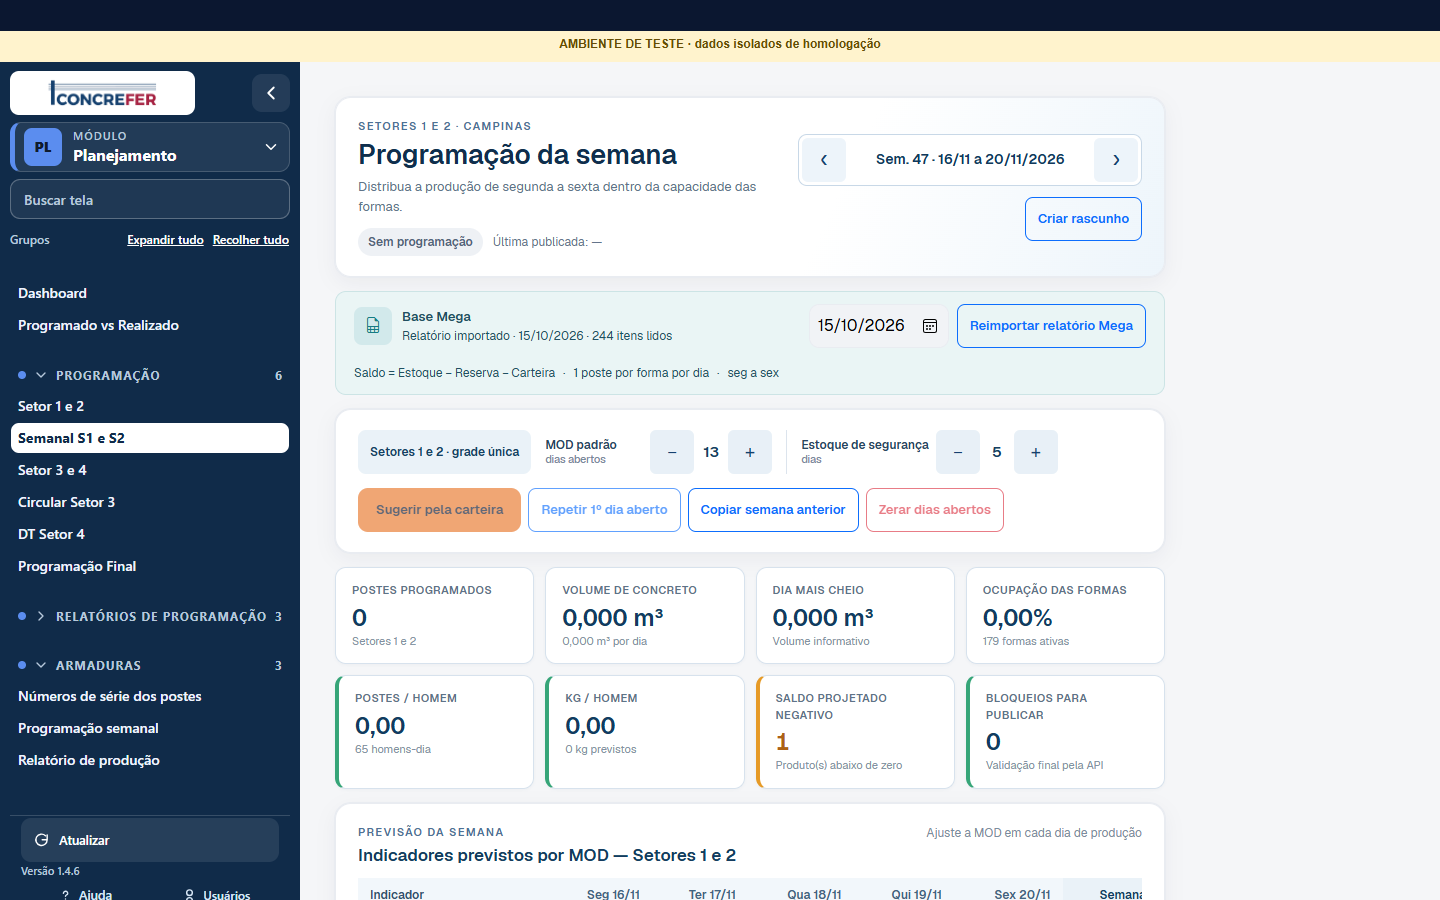 AMBIENTE DE TESTE · dados isolados de homologação
CONCREFER
PL
MÓDULO
Planejamento
Buscar tela
Grupos
Expandir tudo
Recolher tudo
Dashboard
Programado vs Realizado
PROGRAMAÇÃO 6
Setor 1 e 2
Semanal S1 e S2
Setor 3 e 4
Circular Setor 3
DT Setor 4
Programação Final
RELATÓRIOS DE PROGRAMAÇÃO 3
ARMADURAS 3
Números de série dos postes
Programação semanal
Relatório de produção
Atualizar
Versão 1.4.6
? Ajuda
Usuários
SETORES 1 E 2 · CAMPINAS
Programação da semana
Distribua a produção de segunda a sexta dentro da capacidade das
formas.
Sem programação
Última publicada: —
Sem. 47 · 16/11 a 20/11/2026
Criar rascunho
Base Mega
Relatório importado · 15/10/2026 · 244 itens lidos
15/10/2026
Reimportar relatório Mega
Saldo = Estoque – Reserva – Carteira · 1 poste por forma por dia · seg a sex
Setores 1 e 2 · grade única
MOD padrão
dias abertos
− 13 +
Estoque de segurança
dias
− 5 +
Sugerir pela carteira
Repetir 1º dia aberto
Copiar semana anterior
Zerar dias abertos
POSTES PROGRAMADOS
0
Setores 1 e 2
VOLUME DE CONCRETO
0,000 m³
0,000 m³ por dia
DIA MAIS CHEIO
0,000 m³
Volume informativo
OCUPAÇÃO DAS FORMAS
0,00%
179 formas ativas
POSTES / HOMEM
0,00
65 homens-dia
KG / HOMEM
0,00
0 kg previstos
SALDO PROJETADO
NEGATIVO
1
Produto(s) abaixo de zero
BLOQUEIOS PARA
PUBLICAR
0
Validação final pela API
PREVISÃO DA SEMANA
Indicadores previstos por MOD — Setores 1 e 2
Ajuste a MOD em cada dia de produção
Indicador Seg 16/11 Ter 17/11 Qua 18/11 Qui 19/11 Sex 20/11 Semana